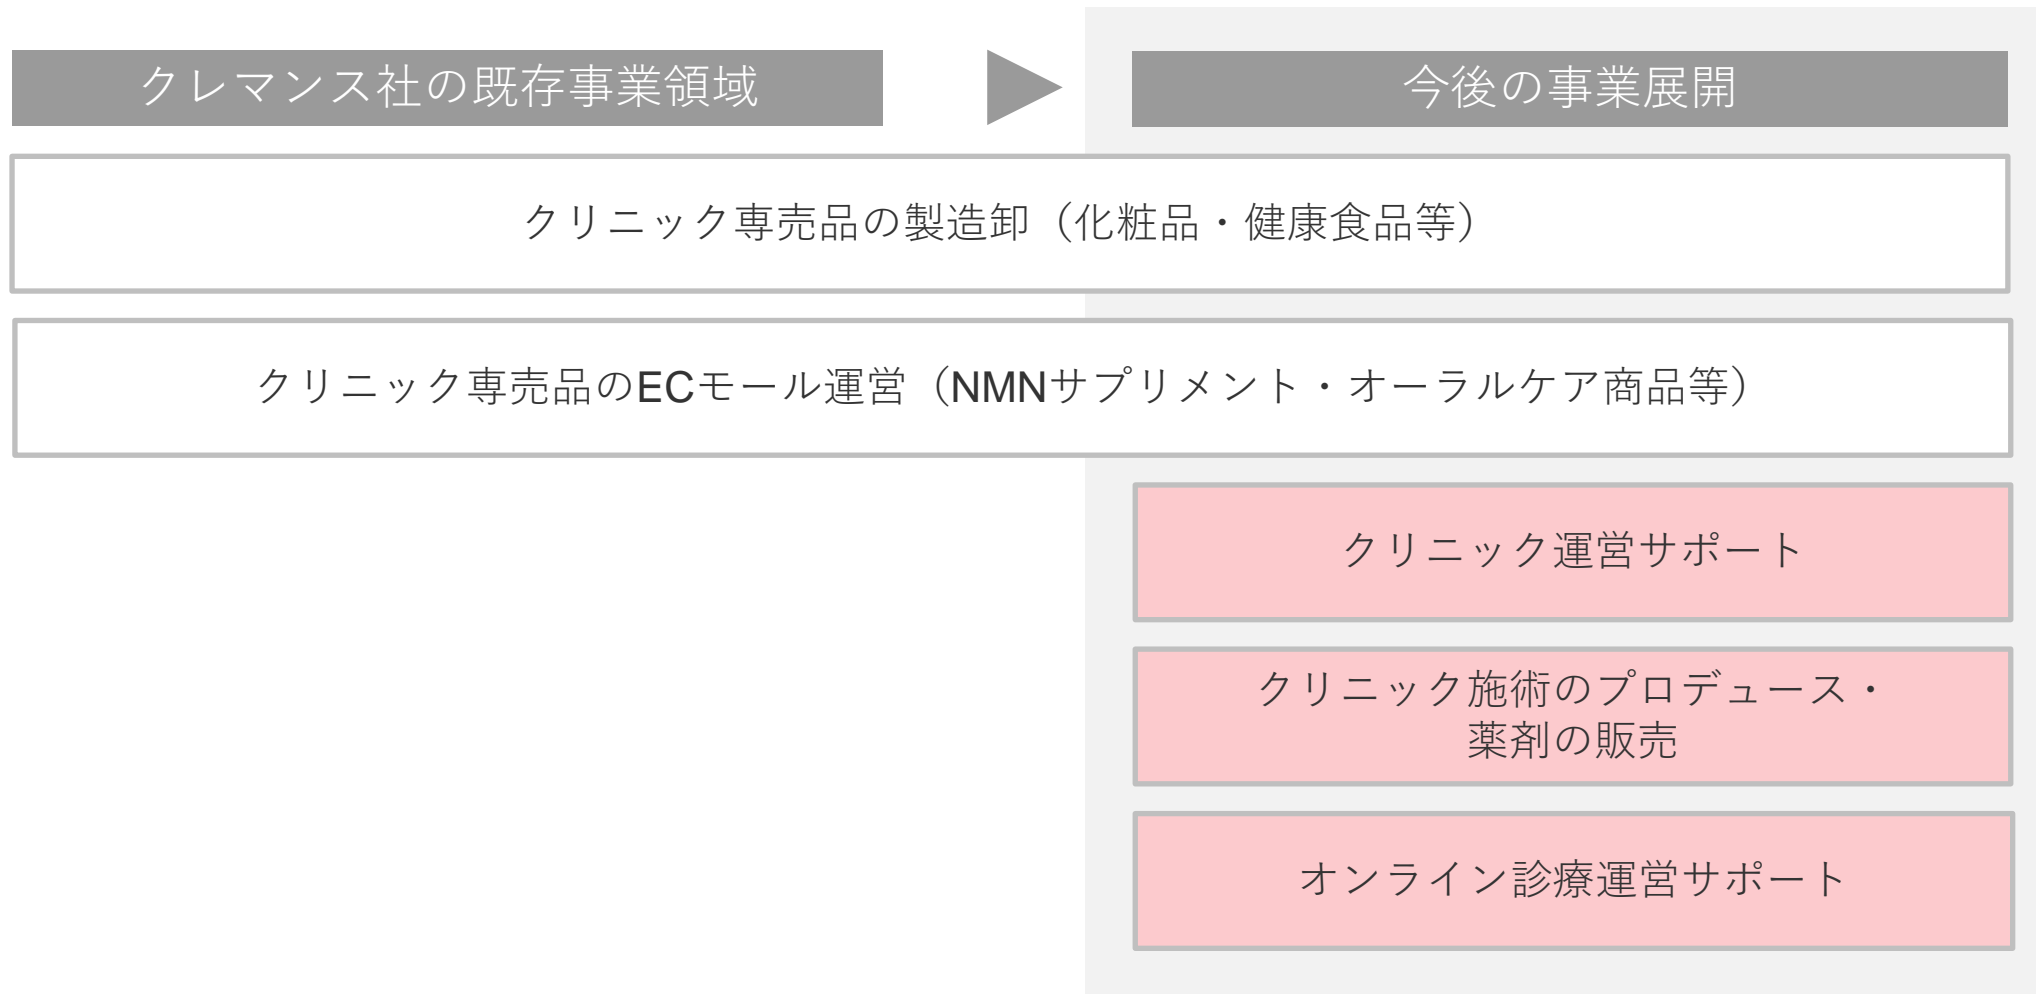 クレマンス社の既存事業領域
今後の事業展開
クリニック専売品の製造卸（化粧品・健康食品等）
クリニック専売品のECモール運営（NMNサプリメント・オーラルケア商品等）
クリニック運営サポート
クリニック施術のプロデュース・
薬剤の販売
オンライン診療運営サポート